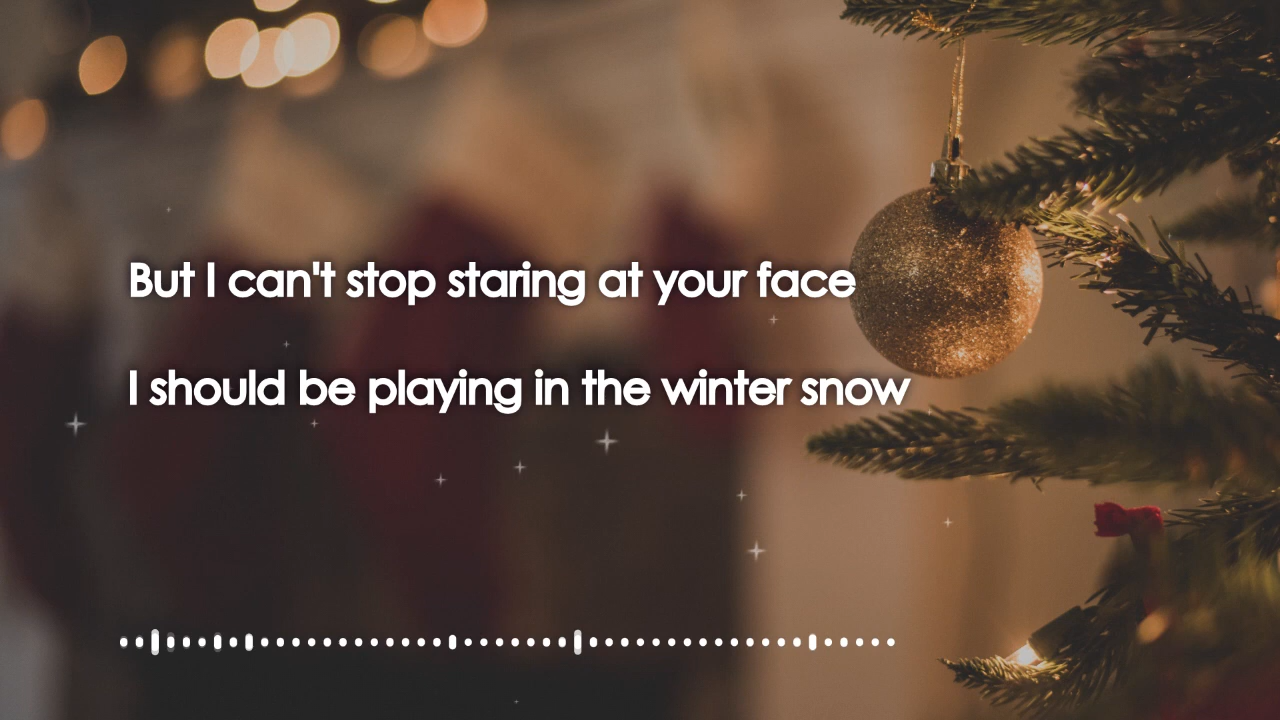 But I can't stop staring at your face
I should be playing in the winter snow